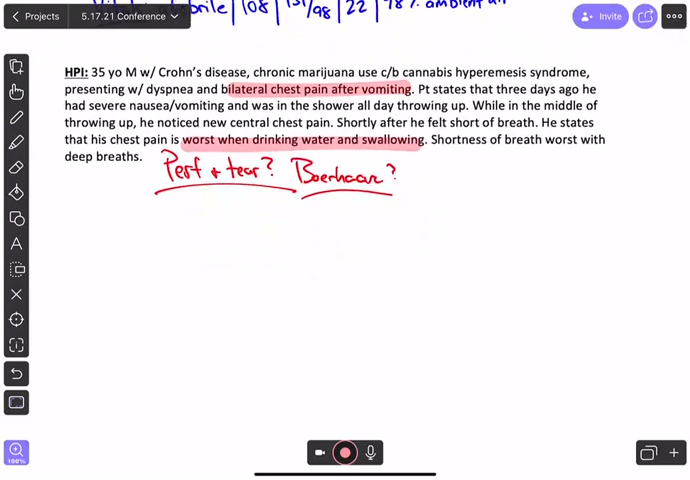 Projects
5.17.21 Conference
Invite
afebrile | 108 | 151/98 | 22 | 98% ambient air
HPI: 35 yo M w/ Crohn's disease, chronic marijuana use c/b cannabis hyperemesis syndrome,
presenting w/ dyspnea and bilateral chest pain after vomiting. Pt states that three days ago he
had severe nausea/vomiting and was in the shower all day throwing up. While in the middle of
throwing up, he noticed new central chest pain. Shortly after he felt short of breath. He states
that his chest pain is worst when drinking water and swallowing. Shortness of breath worst with
deep breaths.
Perf + tear? Boerhaave?
100%